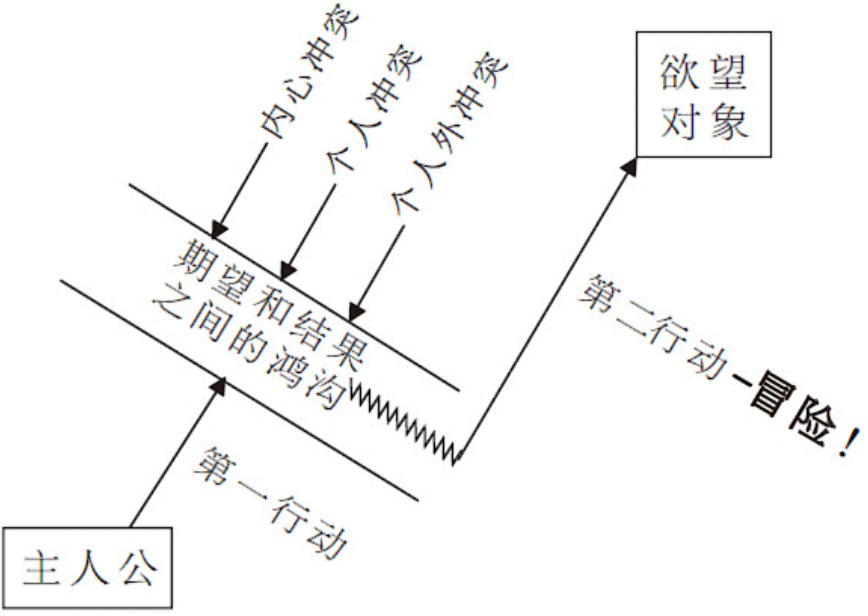 内心冲突
个人冲突
个人外冲突
欲望
对象
期望和结果
之间的鸿沟
第二行动–冒险！
第一行动
主人公